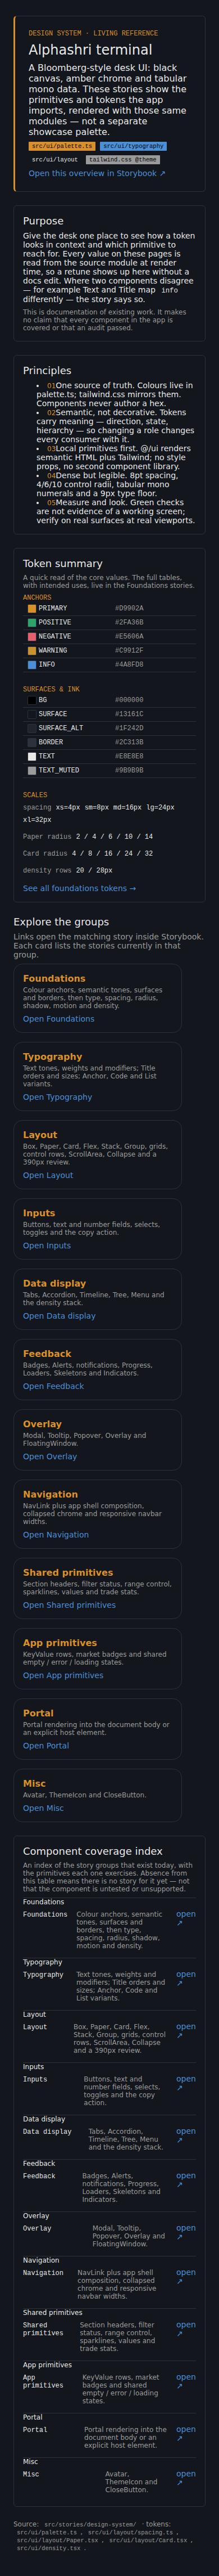 DESIGN SYSTEM · LIVING REFERENCE
Alphashri terminal
A Bloomberg-style desk UI: black
canvas, amber chrome and tabular
mono data. These stories show the
primitives and tokens the app
imports, rendered with those same
modules — not a separate
showcase palette.
src/ui/palette.ts src/ui/typography
src/ui/layout tailwind.css @theme
Open this overview in Storybook ↗
Purpose
Give the desk one place to see how a token
looks in context and which primitive to
reach for. Every value on these pages is
read from the source module at render
time, so a retune shows up here without a
docs edit. Where two components disagree
— for example Text and Title map info
differently — the story says so.
This is documentation of existing work. It makes
no claim that every component in the app is
covered or that an audit passed.
Principles
• 01One source of truth. Colours live in
palette.ts; tailwind.css mirrors them.
Components never author a hex.
• 02Semantic, not decorative. Tokens
carry meaning — direction, state,
hierarchy — so changing a role changes
every consumer with it.
• 03Local primitives first. @/ui renders
semantic HTML plus Tailwind; no style
props, no second component library.
• 04Dense but legible. 8pt spacing,
4/6/10 control radii, tabular mono
numerals and a 9px type floor.
• 05Measure and look. Green checks
are not evidence of a working screen;
verify on real surfaces at real viewports.
Token summary
A quick read of the core values. The full tables,
with intended uses, live in the Foundations stories.
ANCHORS
PRIMARY #D9902A
POSITIVE #2FA36B
NEGATIVE #E5606A
WARNING #C9912F
INFO #4A8FD8
SURFACES & INK
BG #000000
SURFACE #13161C
SURFACE_ALT #1F242D
BORDER #2C313B
TEXT #E8E8E8
TEXT_MUTED #9B9B9B
SCALES
spacing xs=4px sm=8px md=16px lg=24px
xl=32px
Paper radius 2 / 4 / 6 / 10 / 14
Card radius 4 / 8 / 16 / 24 / 32
density rows 20 / 28px
See all foundations tokens →
Explore the groups
Links open the matching story inside Storybook.
Each card lists the stories currently in that
group.
Foundations
Colour anchors, semantic tones, surfaces
and borders, then type, spacing, radius,
shadow, motion and density.
Open Foundations
Typography
Text tones, weights and modifiers; Title
orders and sizes; Anchor, Code and List
variants.
Open Typography
Layout
Box, Paper, Card, Flex, Stack, Group, grids,
control rows, ScrollArea, Collapse and a
390px review.
Open Layout
Inputs
Buttons, text and number fields, selects,
toggles and the copy action.
Open Inputs
Data display
Tabs, Accordion, Timeline, Tree, Menu and
the density stack.
Open Data display
Feedback
Badges, Alerts, notifications, Progress,
Loaders, Skeletons and Indicators.
Open Feedback
Overlay
Modal, Tooltip, Popover, Overlay and
FloatingWindow.
Open Overlay
Navigation
NavLink plus app shell composition,
collapsed chrome and responsive navbar
widths.
Open Navigation
Shared primitives
Section headers, filter status, range control,
sparklines, values and trade stats.
Open Shared primitives
App primitives
KeyValue rows, market badges and shared
empty / error / loading states.
Open App primitives
Portal
Portal rendering into the document body or
an explicit host element.
Open Portal
Misc
Avatar, ThemeIcon and CloseButton.
Open Misc
Component coverage index
An index of the story groups that exist today, with
the primitives each one exercises. Absence from
this table means there is no story for it yet — not
that the component is untested or unsupported.
Foundations
Foundations Colour anchors, semantic open
tones, surfaces and ↗
borders, then type,
spacing, radius, shadow,
motion and density.
Typography
Typography Text tones, weights and open
modifiers; Title orders and ↗
sizes; Anchor, Code and
List variants.
Layout
Layout Box, Paper, Card, Flex, open
Stack, Group, grids, control ↗
rows, ScrollArea, Collapse
and a 390px review.
Inputs
Inputs Buttons, text and open
number fields, selects, ↗
toggles and the copy
action.
Data display
Data display Tabs, Accordion, open
Timeline, Tree, Menu ↗
and the density stack.
Feedback
Feedback Badges, Alerts, open
notifications, Progress, ↗
Loaders, Skeletons and
Indicators.
Overlay
Overlay Modal, Tooltip, open
Popover, Overlay and ↗
FloatingWindow.
Navigation
Navigation NavLink plus app shell open
composition, collapsed ↗
chrome and responsive
navbar widths.
Shared primitives
Shared Section headers, filter open
primitives status, range control, ↗
sparklines, values and
trade stats.
App primitives
App KeyValue rows, market open
primitives badges and shared ↗
empty / error / loading
states.
Portal
Portal Portal rendering into the open
document body or an ↗
explicit host element.
Misc
Misc Avatar, open
ThemeIcon and ↗
CloseButton.
Source: src/stories/design-system/ · tokens:
src/ui/palette.ts , src/ui/layout/spacing.ts ,
src/ui/layout/Paper.tsx , src/ui/layout/Card.tsx ,
src/ui/density.tsx .